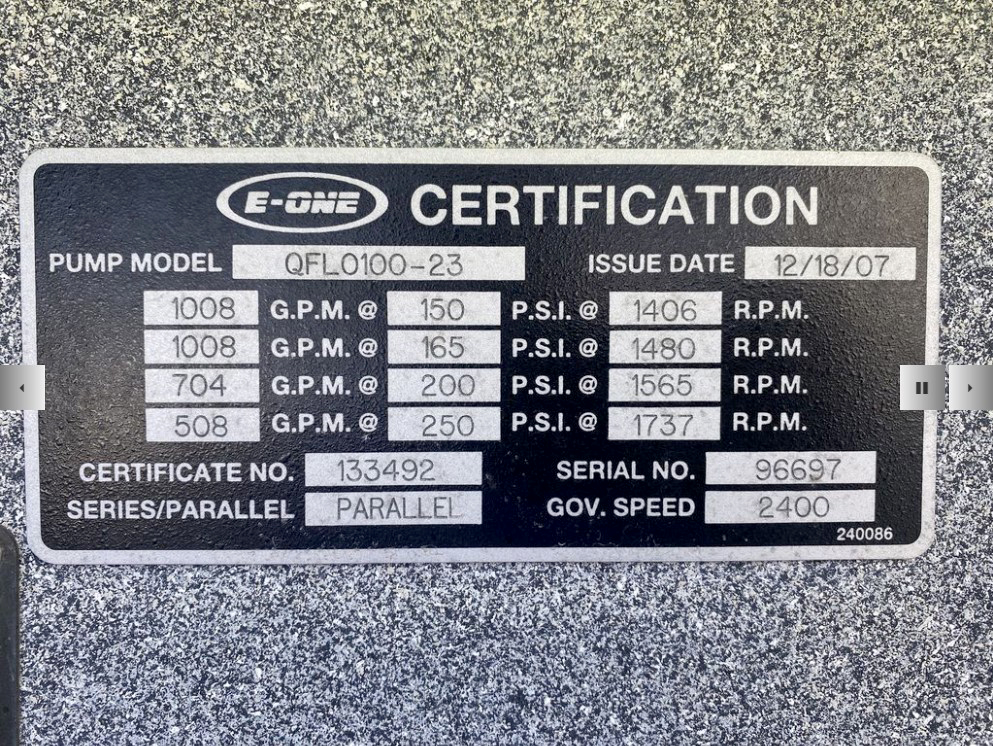 E-ONE CERTIFICATION
PUMP MODEL QFLO100-23 ISSUE DATE 12/18/07
1008 G.P.M. @ 150 P.S.I. @ 1406 R.P.M.
1008 G.P.M. @ 165 P.S.I. @ 1480 R.P.M.
704 G.P.M. @ 200 P.S.I. @ 1565 R.P.M.
508 G.P.M. @ 250 P.S.I. @ 1737 R.P.M.
CERTIFICATE NO. 133492 SERIAL NO. 96697
SERIES/PARALLEL PARALLEL GOV. SPEED 2400
240086